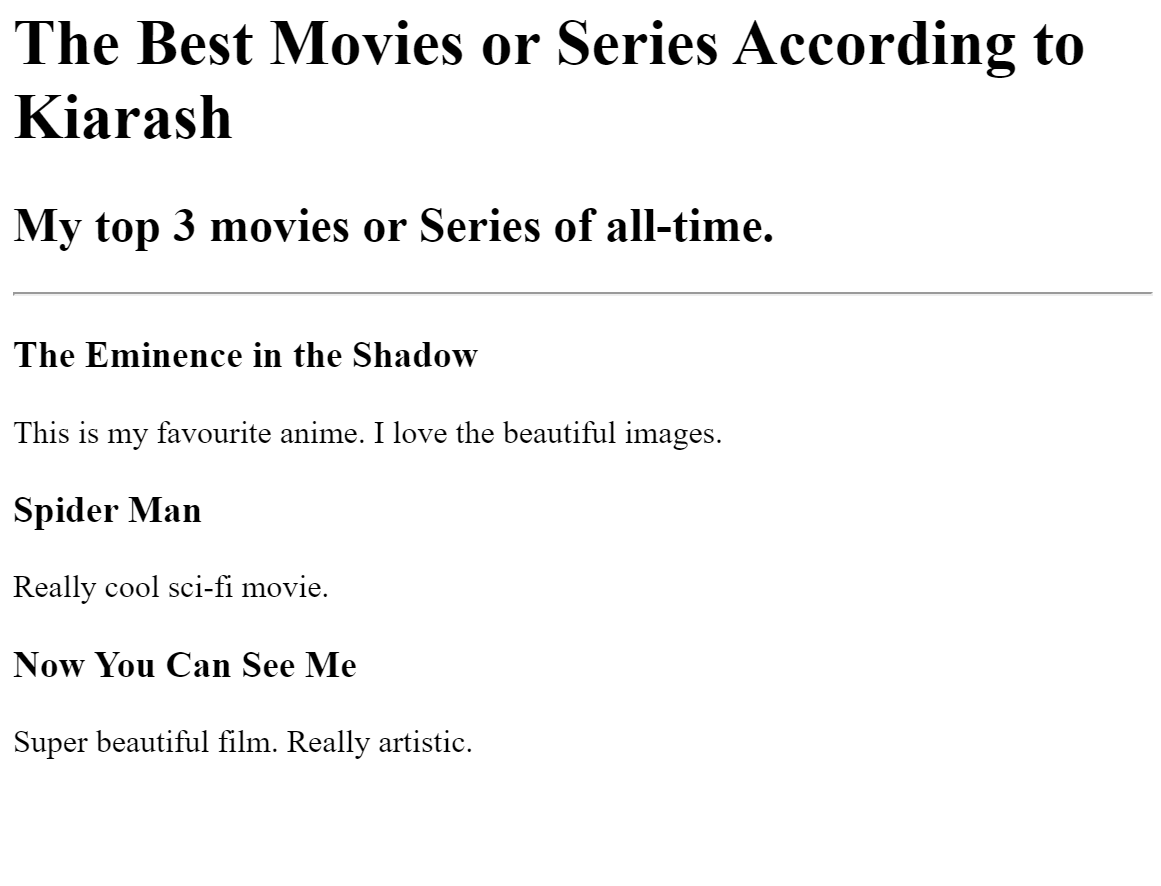 The Best Movies or Series According to
Kiarash
My top 3 movies or Series of all-time.
The Eminence in the Shadow
This is my favourite anime. I love the beautiful images.
Spider Man
Really cool sci-fi movie.
Now You Can See Me
Super beautiful film. Really artistic.